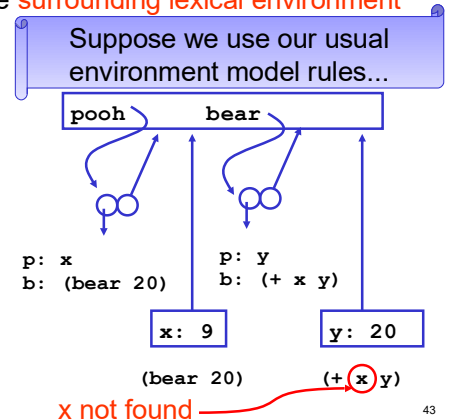 surrounding lexical environment
Suppose we use our usual
environment model rules...
pooh bear
p: x
b: (bear 20)
p: y
b: (+ x y)
x: 9
y: 20
(bear 20)
(+ x y)
x not found
43